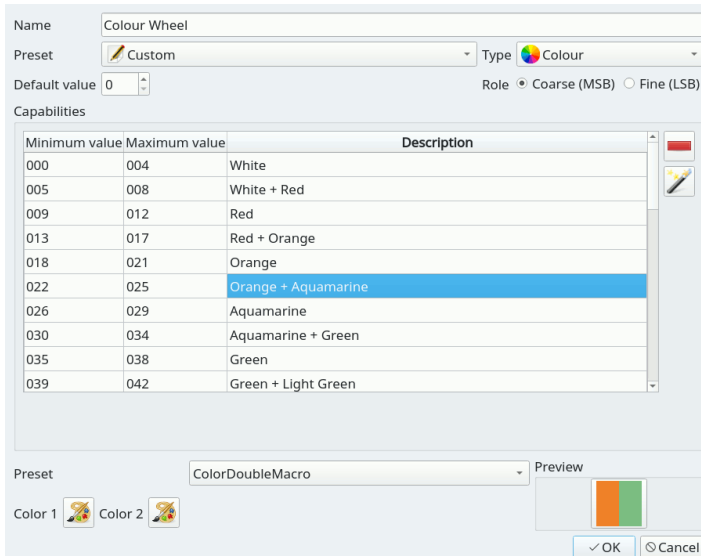 Name Colour Wheel
Preset Custom Type Colour
Default value 0 Role Coarse (MSB) Fine (LSB)
Capabilities
Minimum value Maximum value Description
000 004 White
005 008 White + Red
009 012 Red
013 017 Red + Orange
018 021 Orange
022 025 Orange + Aquamarine
026 029 Aquamarine
030 034 Aquamarine + Green
035 038 Green
039 042 Green + Light Green
Preset ColorDoubleMacro Preview
Color 1 Color 2
OK Cancel